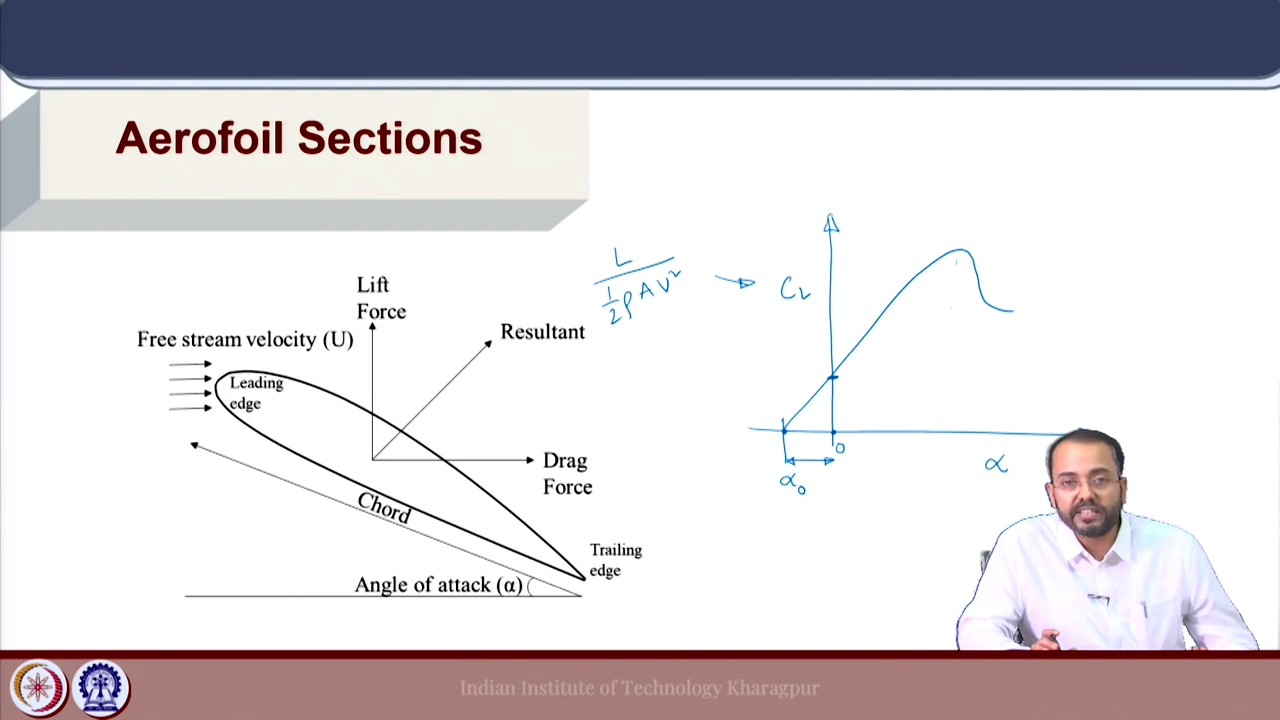 Aerofoil Sections
Lift
Force
Free stream velocity (U)
Resultant
Leading
edge
Drag
Force
Chord
Trailing
edge
Angle of attack (α)
L
1/2 ρ A V²
C_L
0
α
α₀
Indian Institute of Technology Kharagpur